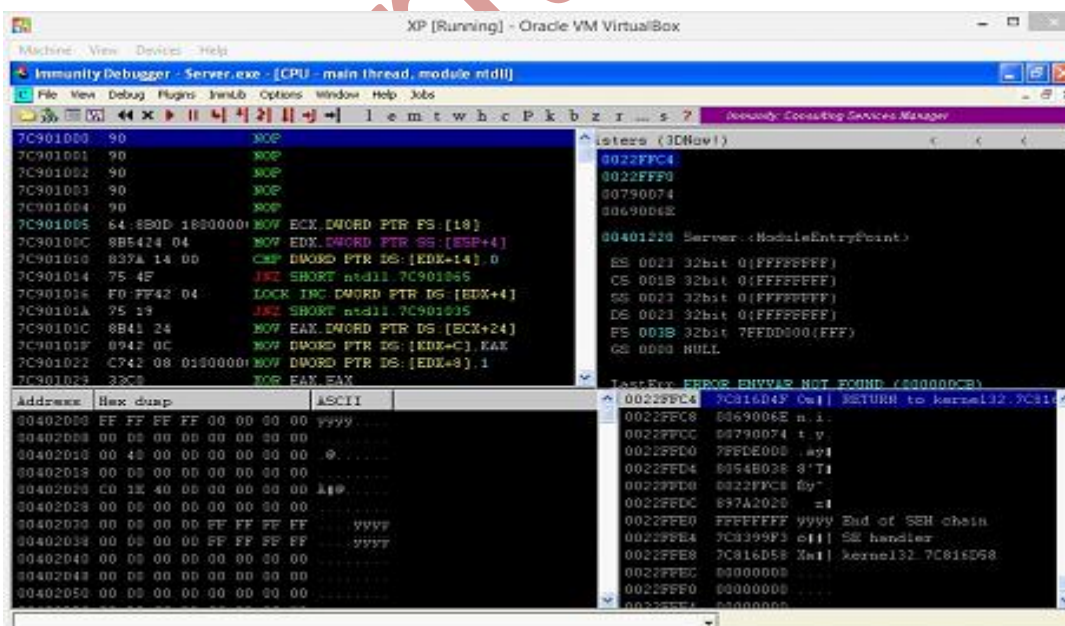 XP [Running] - Oracle VM VirtualBox
Machine View Devices Help
Immunity Debugger - Server.exe - [CPU - main thread, module ntdll]
File View Debug Plugins ImmLib Options Window Help Jobs
l e m t w h c P k b z r ... s ? Immunity: Consulting Services Manager
7C901000 90 NOP
7C901001 90 NOP
7C901002 90 NOP
7C901003 90 NOP
7C901004 90 NOP
7C901005 64:8B0D 1800000 MOV ECX,DWORD PTR FS:[18]
7C90100C 8B5424 04 MOV EDX,DWORD PTR SS:[ESP+4]
7C901010 837A 14 00 CMP DWORD PTR DS:[EDX+14],0
7C901014 75 4F JNZ SHORT ntdll.7C901065
7C901016 F0:FF42 04 LOCK INC DWORD PTR DS:[EDX+4]
7C90101A 75 19 JNZ SHORT ntdll.7C901035
7C90101C 8B41 24 MOV EAX,DWORD PTR DS:[ECX+24]
7C90101F 8942 0C MOV DWORD PTR DS:[EDX+C],EAX
7C901022 C742 08 0100000 MOV DWORD PTR DS:[EDX+8],1
7C901029 33C0 XOR EAX,EAX
isters (3DNow!) < < <
0022FFC4
0022FFF0
00790074
0069006E
00401220 Server.<ModuleEntryPoint>
ES 0023 32bit 0(FFFFFFFF)
CS 001B 32bit 0(FFFFFFFF)
SS 0023 32bit 0(FFFFFFFF)
DS 0023 32bit 0(FFFFFFFF)
FS 003B 32bit 7FFDD000(FFF)
GS 0000 NULL
LastErr ERROR_ENVVAR_NOT_FOUND (000000CB)
Address Hex dump ASCII
00402000 FF FF FF FF 00 00 00 00 ÿÿÿÿ....
00402008 00 00 00 00 00 00 00 00 ........
00402010 00 40 00 00 00 00 00 00 .@......
00402018 00 00 00 00 00 00 00 00 ........
00402020 CD 1E 40 00 00 00 00 00
00402028 00 00 00 00 00 00 00 00 ........
00402030 00 00 00 00 FF FF FF FF ....ÿÿÿÿ
00402038 00 00 00 00 FF FF FF FF ....ÿÿÿÿ
00402040 00 00 00 00 00 00 00 00 ........
00402048 00 00 00 00 00 00 00 00 ........
00402050 00 00 00 00 00 00 00 00 ........
0022FFC4 7C816D4F RETURN to kernel32.7C816
0022FFC8 0069006E n.i.
0022FFCC 00790074 t.y.
0022FFD0 7FFDE000
0022FFD4 8054B038
0022FFD8 0022FFC8
0022FFDC 897A2020
0022FFE0 FFFFFFFF ÿÿÿÿ End of SEH chain
0022FFE4 7C8399F3 SE handler
0022FFE8 7C816D58 kernel32.7C816D58
0022FFEC 00000000 ....
0022FFF0 00000000 ....
0022FFF4 00000000 ....